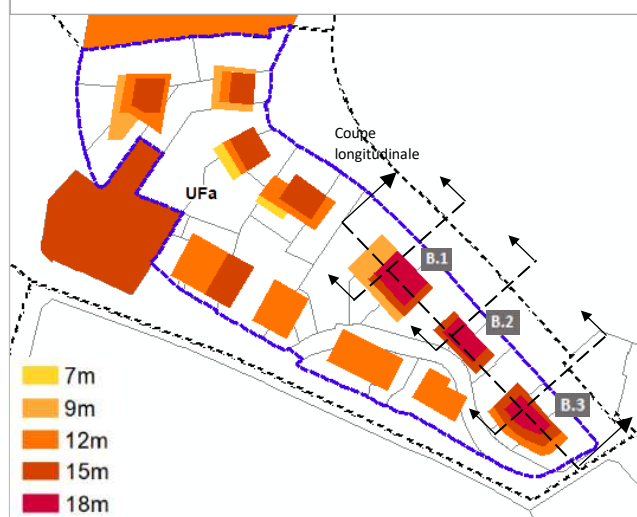 Coupe
longitudinale
UFa
B.1
B.2
B.3
7m
9m
12m
15m
18m